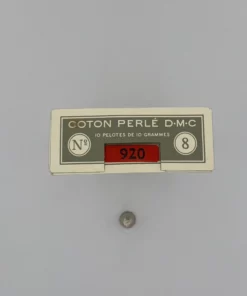 COTON PERLÉ D·M·C
10 PELOTES DE 10 GRAMMES
Nº 920 8